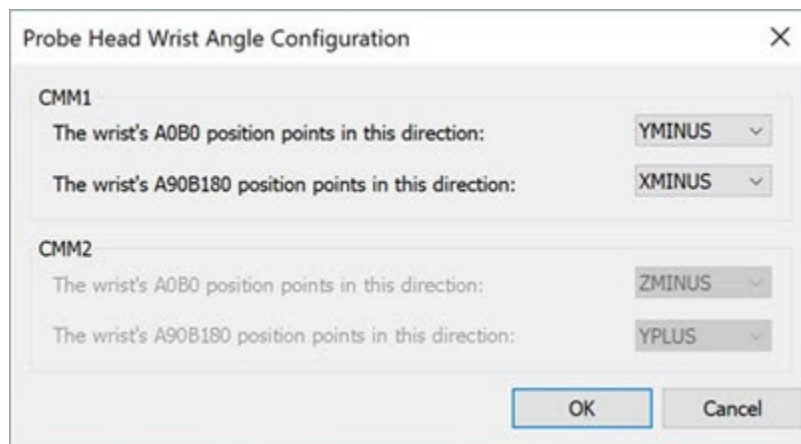 Probe Head Wrist Angle Configuration
CMM1
The wrist's A0B0 position points in this direction: YMINUS
The wrist's A90B180 position points in this direction: XMINUS
CMM2
The wrist's A0B0 position points in this direction: ZMINUS
The wrist's A90B180 position points in this direction: YPLUS
OK Cancel